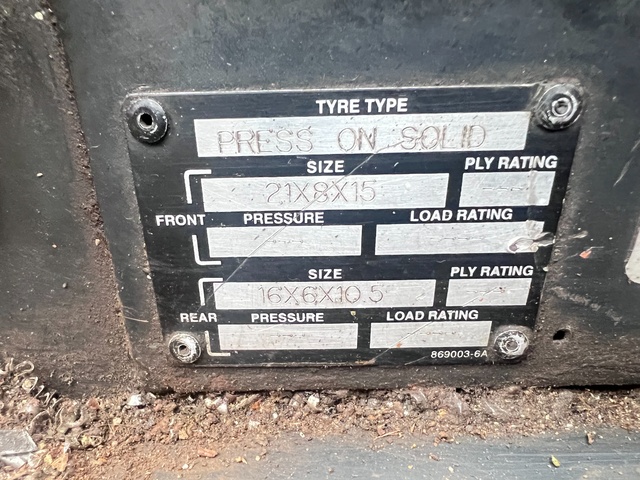 TYRE TYPE
PRESS ON SOLID
SIZE PLY RATING
21X8X15
FRONT PRESSURE LOAD RATING
SIZE PLY RATING
16X6X10.5
REAR PRESSURE LOAD RATING
869003-6A